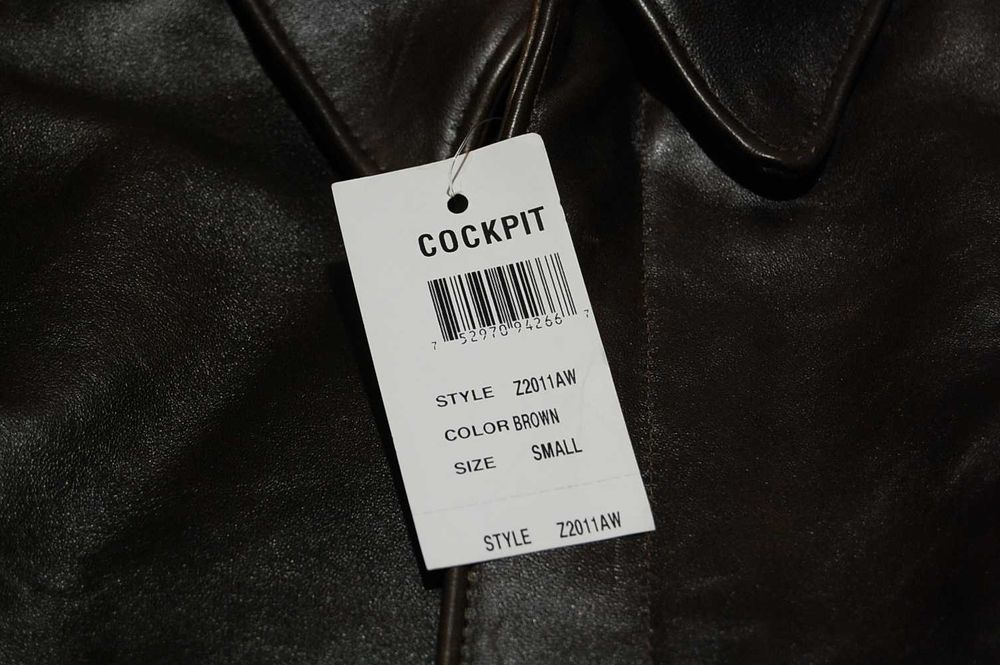 COCKPIT
7 52970 94266 7
STYLE Z2011AW
COLOR BROWN
SIZE SMALL
STYLE Z2011AW